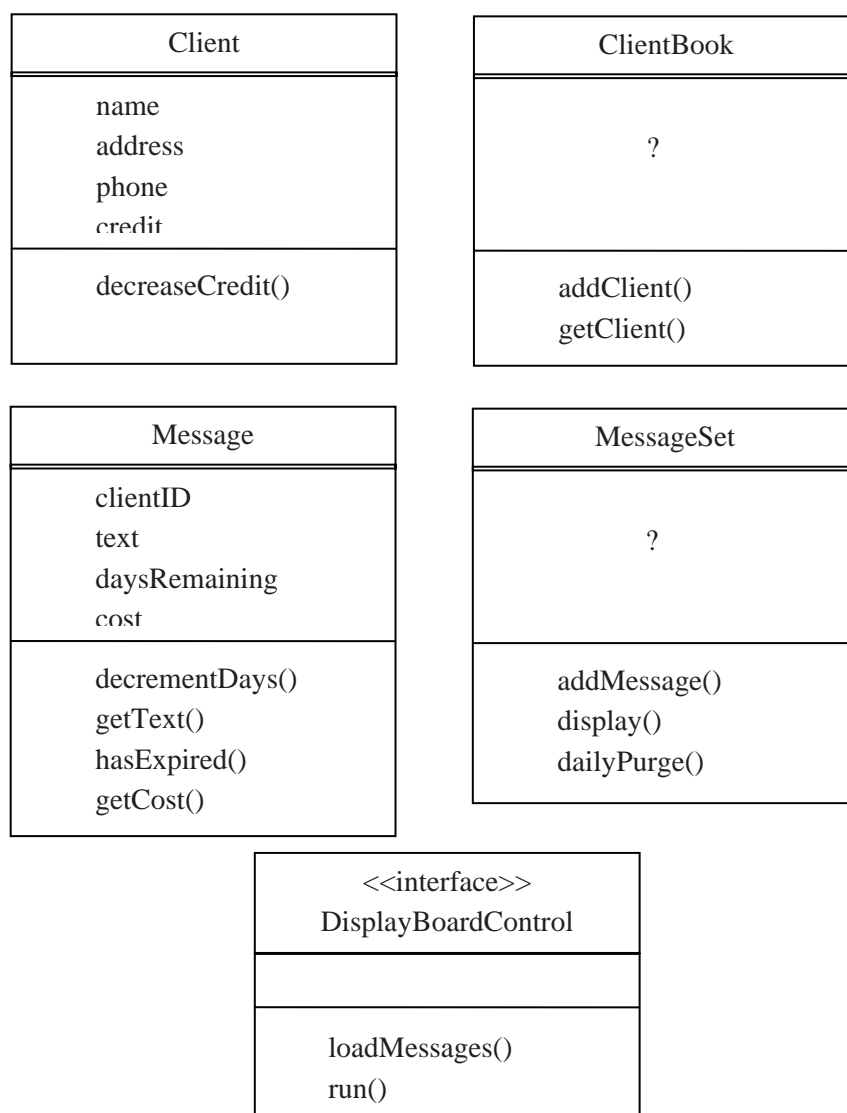 Client
name
address
phone
credit
decreaseCredit()
ClientBook
?
addClient()
getClient()
Message
clientID
text
daysRemaining
cost
decrementDays()
getText()
hasExpired()
getCost()
MessageSet
?
addMessage()
display()
dailyPurge()
<<interface>>
DisplayBoardControl
loadMessages()
run()